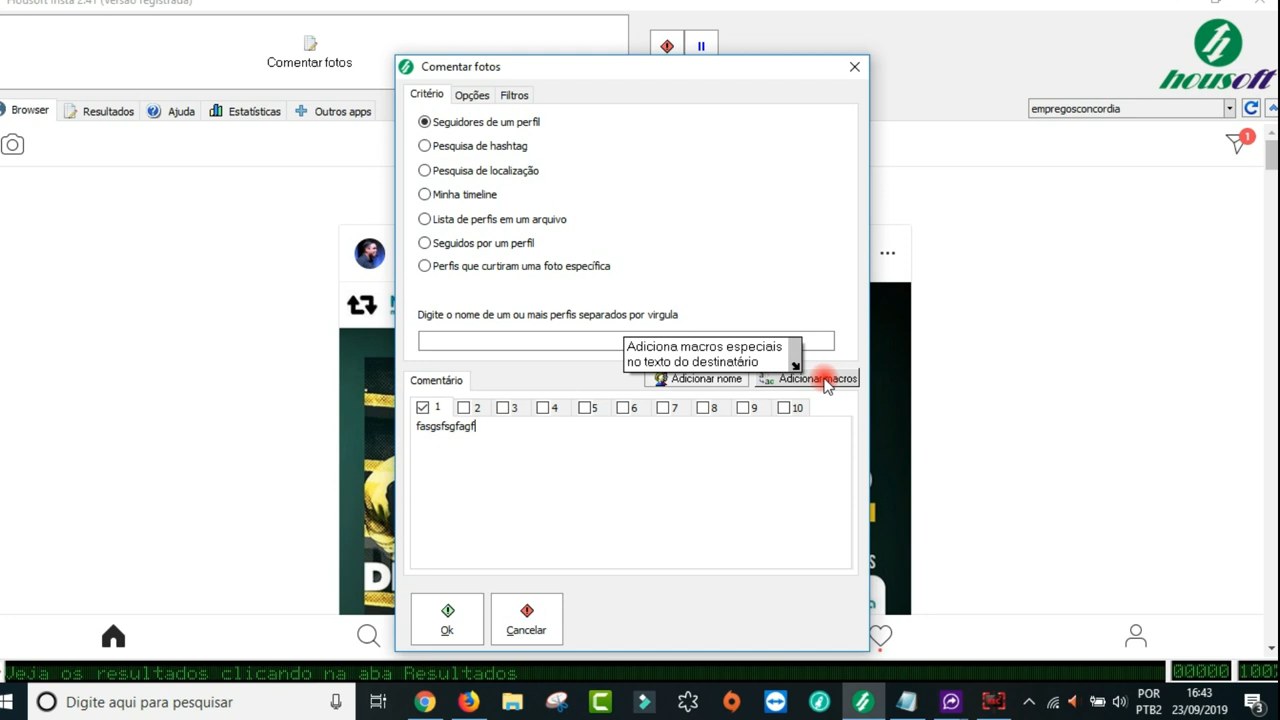 Housoft Insta 2.41 (Versão registrada)
Comentar fotos
housoft
Browser
Resultados
Ajuda
Estatísticas
Outros apps
empregosconcordia
1
Comentar fotos
Critério
Opções
Filtros
Seguidores de um perfil
Pesquisa de hashtag
Pesquisa de localização
Minha timeline
Lista de perfis em um arquivo
Seguidos por um perfil
Perfis que curtiram uma foto específica
Digite o nome de um ou mais perfis separados por virgula
Adiciona macros especiais
no texto do destinatário
Comentário
Adicionar nome
Adicionar macros
1 2 3 4 5 6 7 8 9 10
fasgsfsgfagf
Ok
Cancelar
Veja os resultados clicando na aba Resultados
00000
100%
Digite aqui para pesquisar
POR
PTB2
16:43
23/09/2019
3